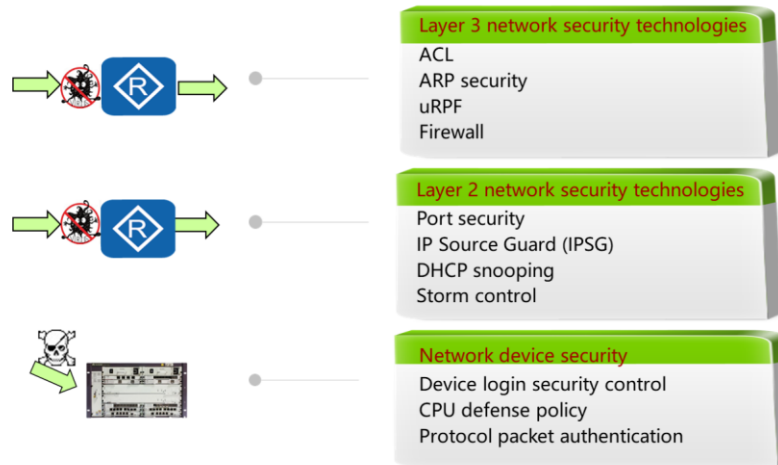 Layer 3 network security technologies
ACL
ARP security
uRPF
Firewall
R
Layer 2 network security technologies
Port security
IP Source Guard (IPSG)
DHCP snooping
Storm control
R
Network device security
Device login security control
CPU defense policy
Protocol packet authentication